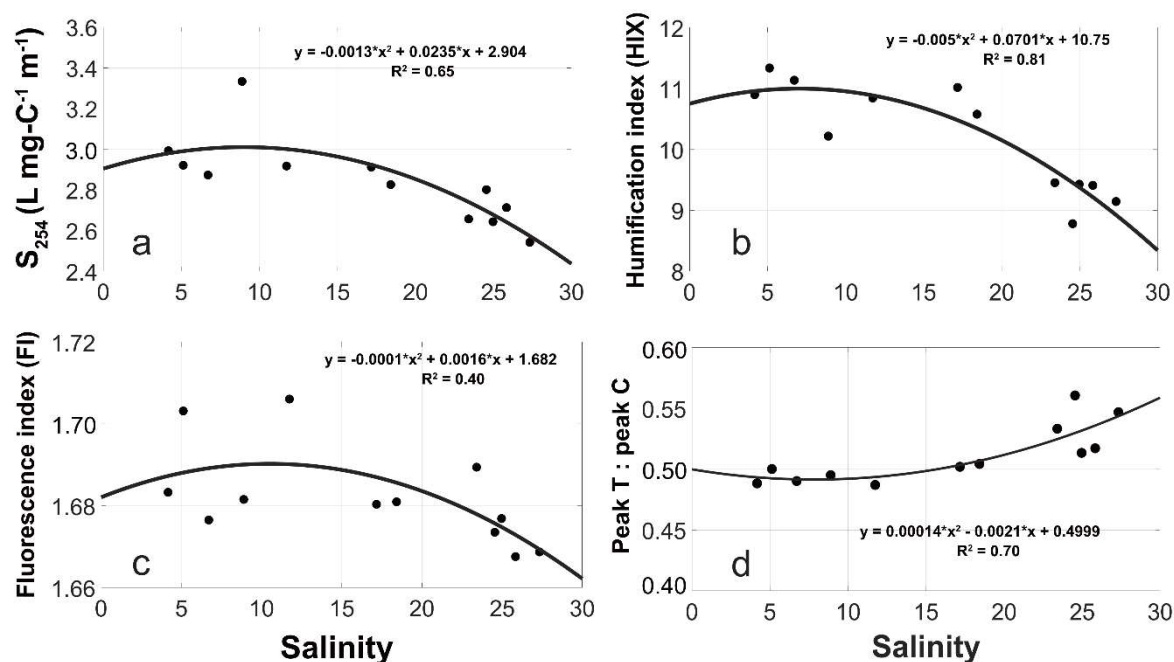 S₂₅₄ (L mg-C⁻¹ m⁻¹)
3.6
3.4
3.2
3.0
2.8
2.6
2.4
y = -0.0013*x² + 0.0235*x + 2.904
R² = 0.65
a
0 5 10 15 20 25 30
Humification index (HIX)
12
11
10
9
8
y = -0.005*x² + 0.0701*x + 10.75
R² = 0.81
b
0 5 10 15 20 25 30
Fluorescence index (FI)
1.72
1.70
1.68
1.66
y = -0.0001*x² + 0.0016*x + 1.682
R² = 0.40
c
0 5 10 15 20 25 30
Salinity
Peak T : peak C
0.60
0.55
0.50
0.45
0.40
y = 0.00014*x² - 0.0021*x + 0.4999
R² = 0.70
d
0 5 10 15 20 25 30
Salinity